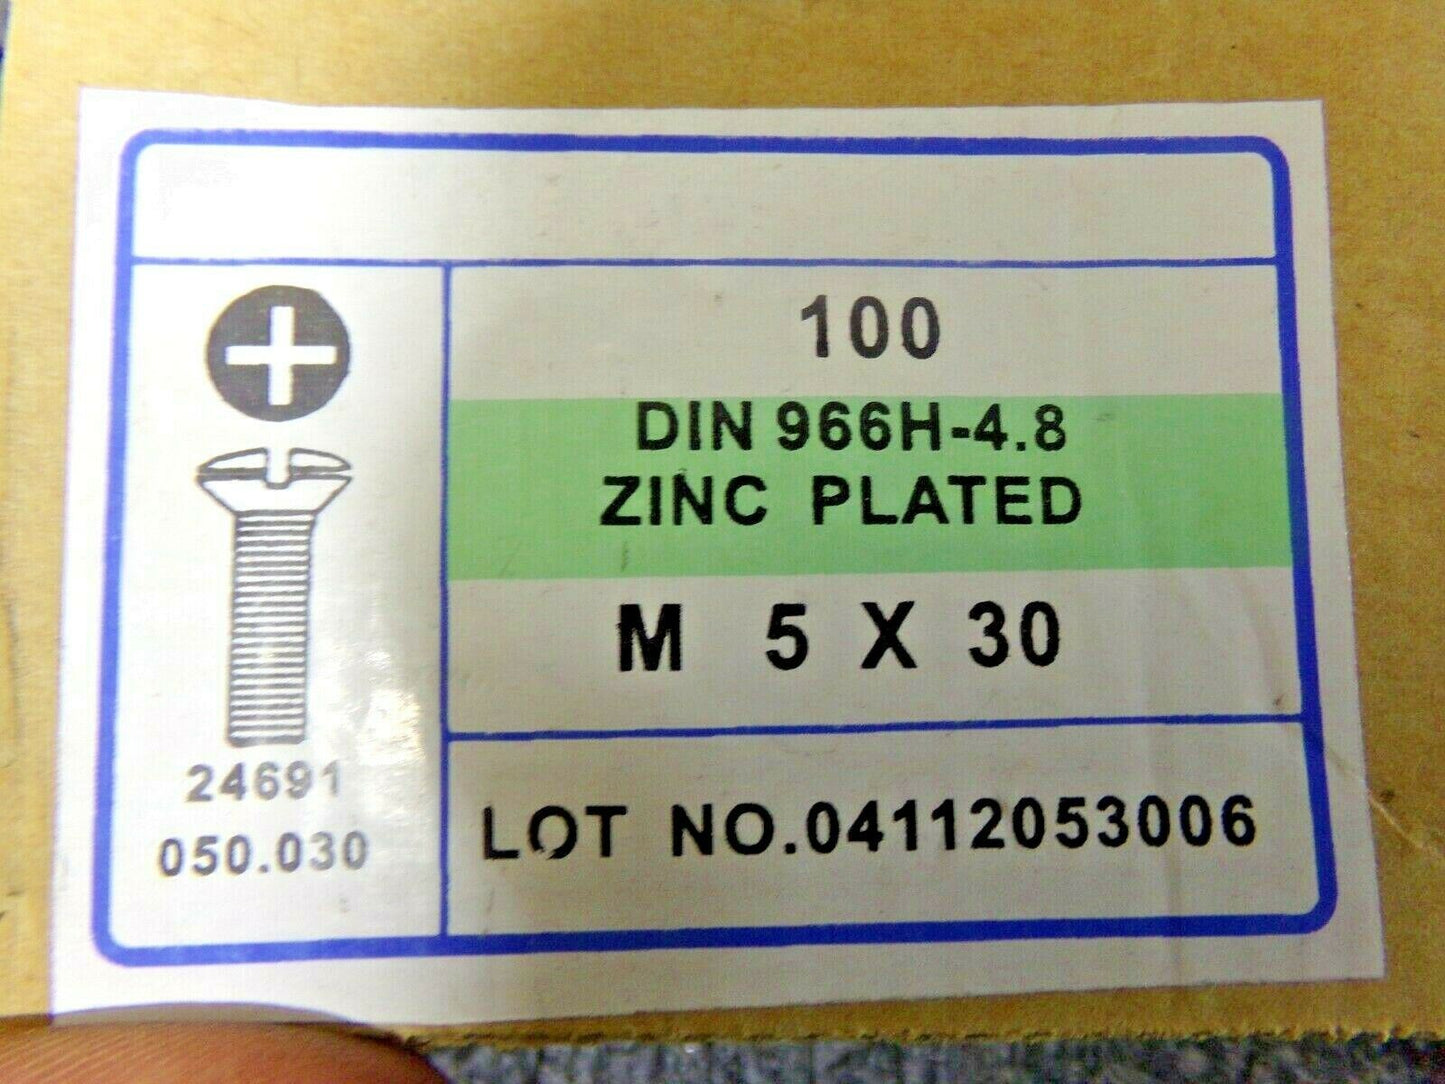 100
DIN 966H-4.8
ZINC PLATED
M 5 X 30
24691
050.030
LOT NO.04112053006